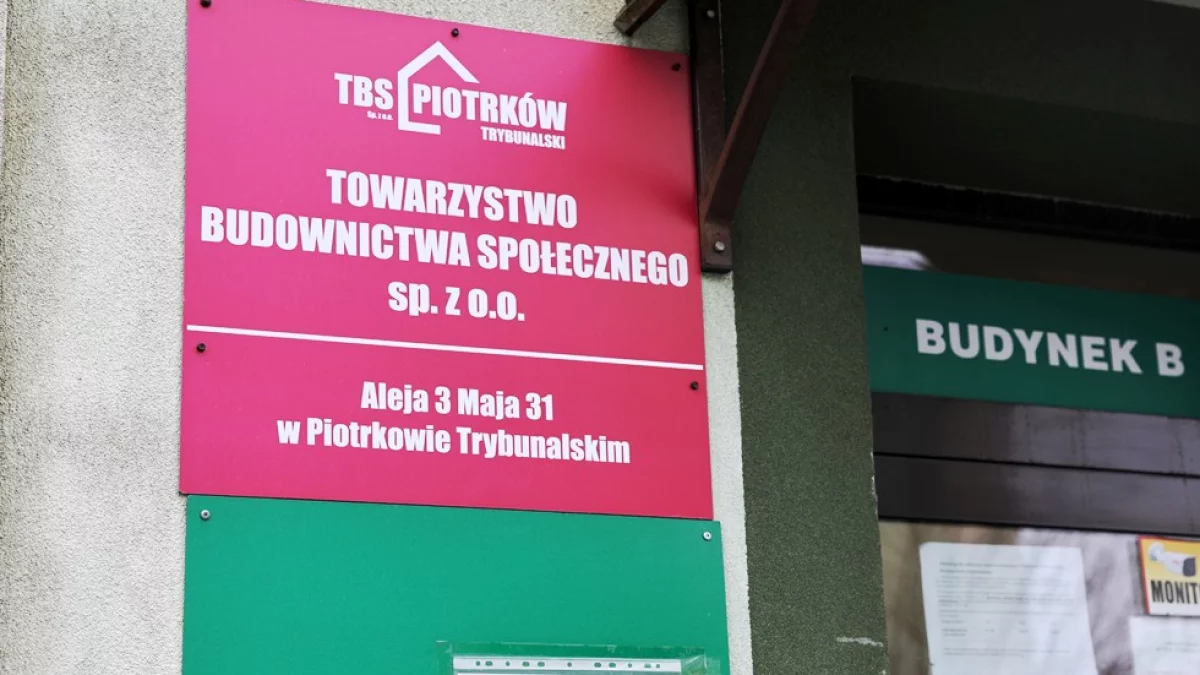 TBS PIOTRKÓW
Sp. z o.o.
TRYBUNALSKI
TOWARZYSTWO
BUDOWNICTWA SPOŁECZNEGO
sp. z o.o.
Aleja 3 Maja 31
w Piotrkowie Trybunalskim
BUDYNEK B
MONIT